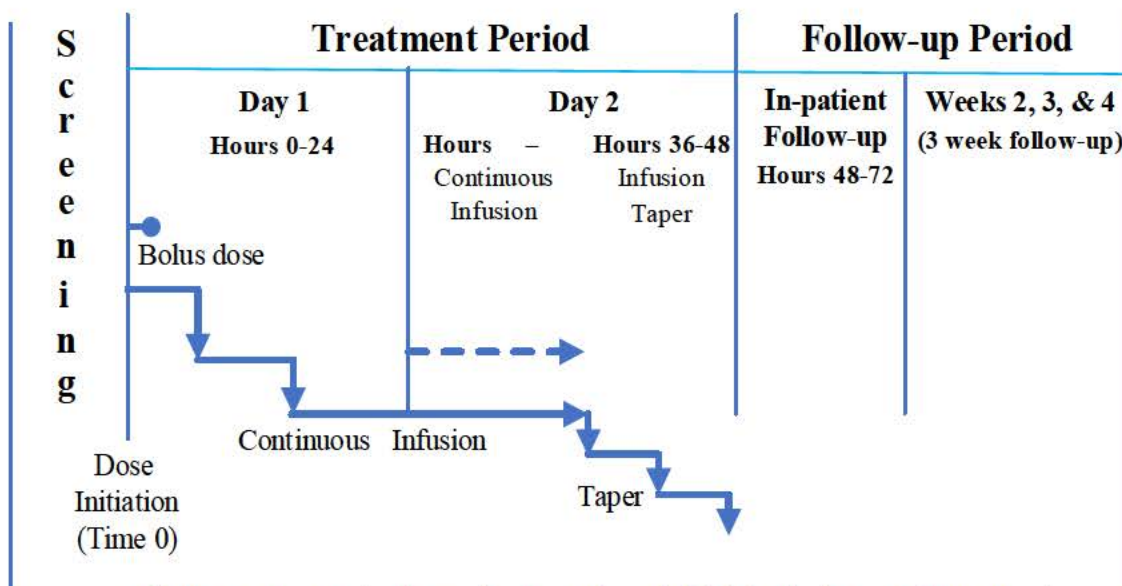 Screening
Treatment Period
Follow-up Period
Day 1
Hours 0-24
Day 2
Hours –
Continuous
Infusion
Hours 36-48
Infusion
Taper
In-patient
Follow-up
Hours 48-72
Weeks 2, 3, & 4
(3 week follow-up)
Bolus dose
Continuous Infusion
Taper
Dose
Initiation
(Time 0)